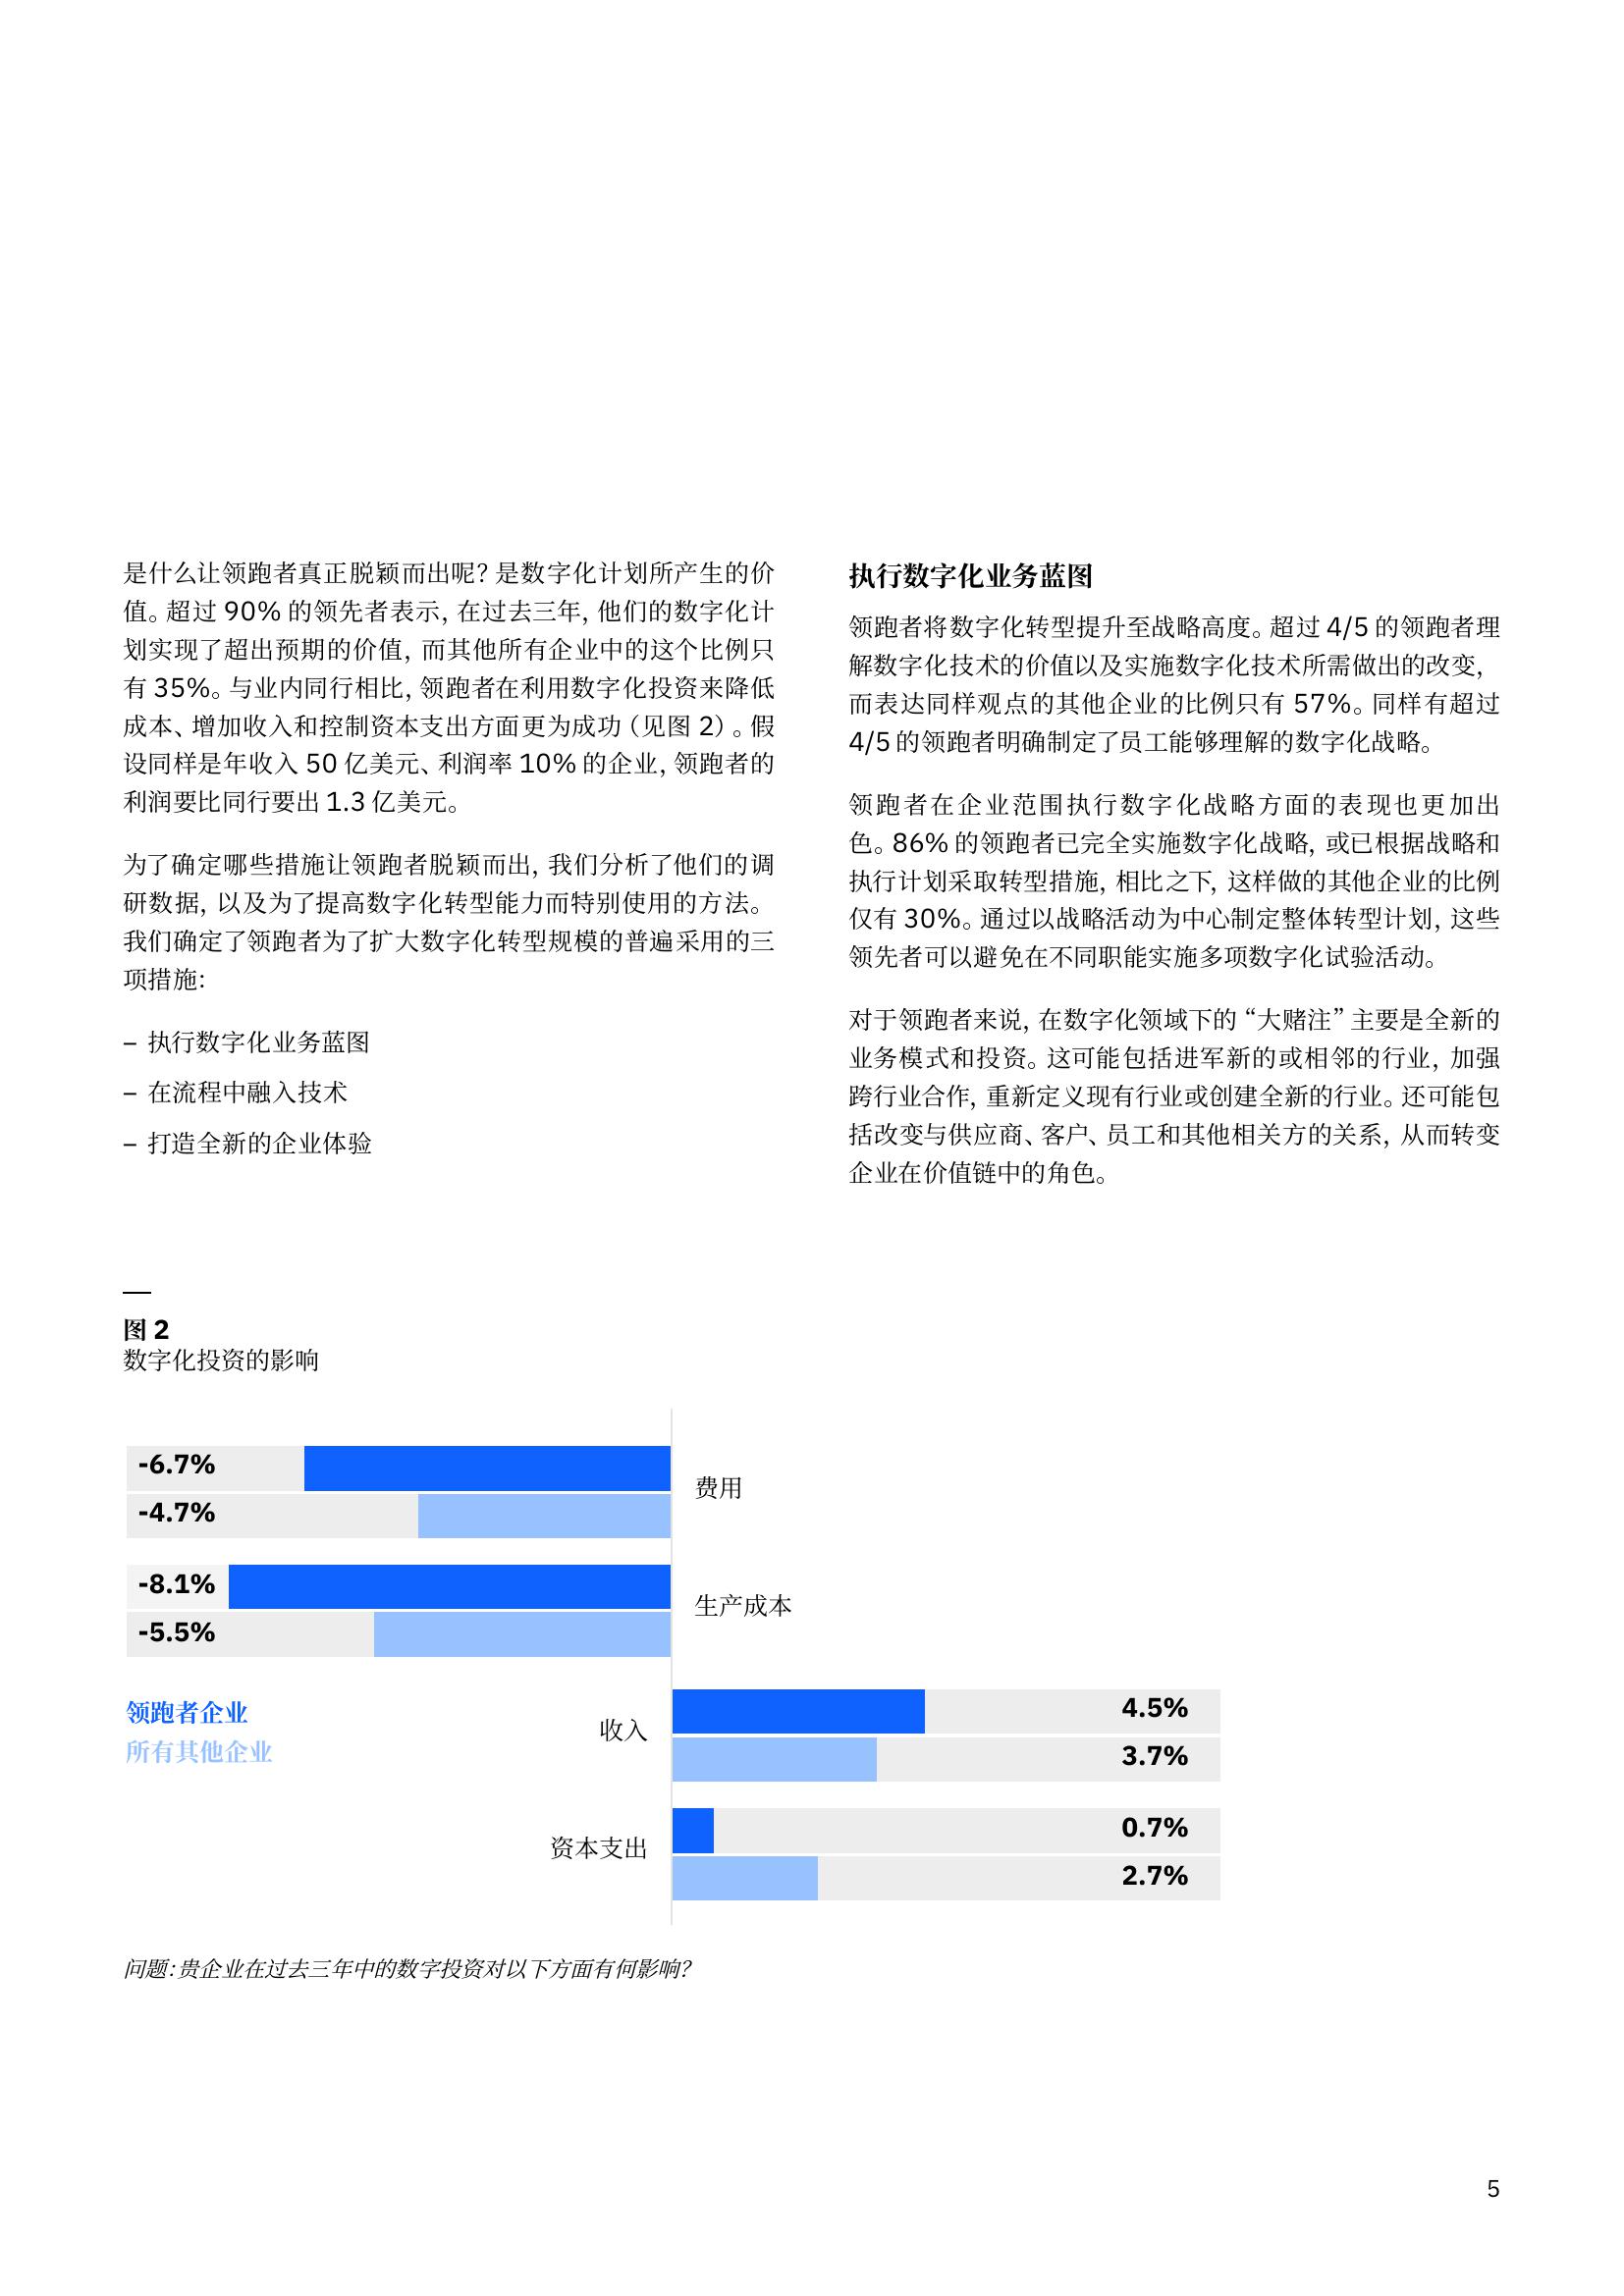 是什么让领跑者真正脱颖而出呢？是数字化计划所产生的价
值。超过 90% 的领先者表示，在过去三年，他们的数字化计
划实现了超出预期的价值，而其他所有企业中的这个比例只
有 35%。与业内同行相比，领跑者在利用数字化投资来降低
成本、增加收入和控制资本支出方面更为成功（见图 2）。假
设同样是年收入 50 亿美元、利润率 10% 的企业，领跑者的
利润要比同行要出 1.3 亿美元。
为了确定哪些措施让领跑者脱颖而出，我们分析了他们的调
研数据，以及为了提高数字化转型能力而特别使用的方法。
我们确定了领跑者为了扩大数字化转型规模的普遍采用的三
项措施：
– 执行数字化业务蓝图
– 在流程中融入技术
– 打造全新的企业体验
执行数字化业务蓝图
领跑者将数字化转型提升至战略高度。超过 4/5 的领跑者理
解数字化技术的价值以及实施数字化技术所需做出的改变，
而表达同样观点的其他企业的比例只有 57%。同样有超过
4/5 的领跑者明确制定了员工能够理解的数字化战略。
领跑者在企业范围执行数字化战略方面的表现也更加出
色。86% 的领跑者已完全实施数字化战略，或已根据战略和
执行计划采取转型措施，相比之下，这样做的其他企业的比例
仅有 30%。通过以战略活动为中心制定整体转型计划，这些
领先者可以避免在不同职能实施多项数字化试验活动。
对于领跑者来说，在数字化领域下的 “大赌注” 主要是全新的
业务模式和投资。这可能包括进军新的或相邻的行业，加强
跨行业合作，重新定义现有行业或创建全新的行业。还可能包
括改变与供应商、客户、员工和其他相关方的关系，从而转变
企业在价值链中的角色。
图 2
数字化投资的影响
-6.7%
-4.7%
费用
-8.1%
-5.5%
生产成本
领跑者企业
所有其他企业
收入
4.5%
3.7%
资本支出
0.7%
2.7%
问题：贵企业在过去三年中的数字投资对以下方面有何影响？
5